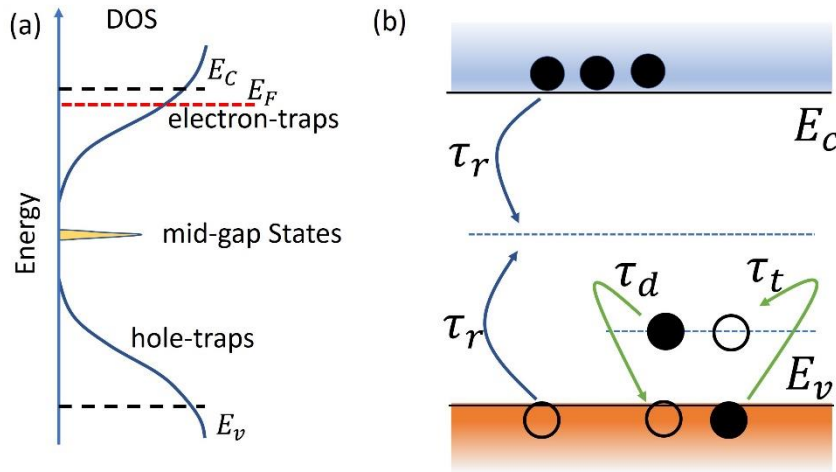 (a)
DOS
E_C
E_F
electron-traps
Energy
mid-gap States
hole-traps
E_v
(b)
E_c
τ_r
τ_d
τ_t
τ_r
E_v